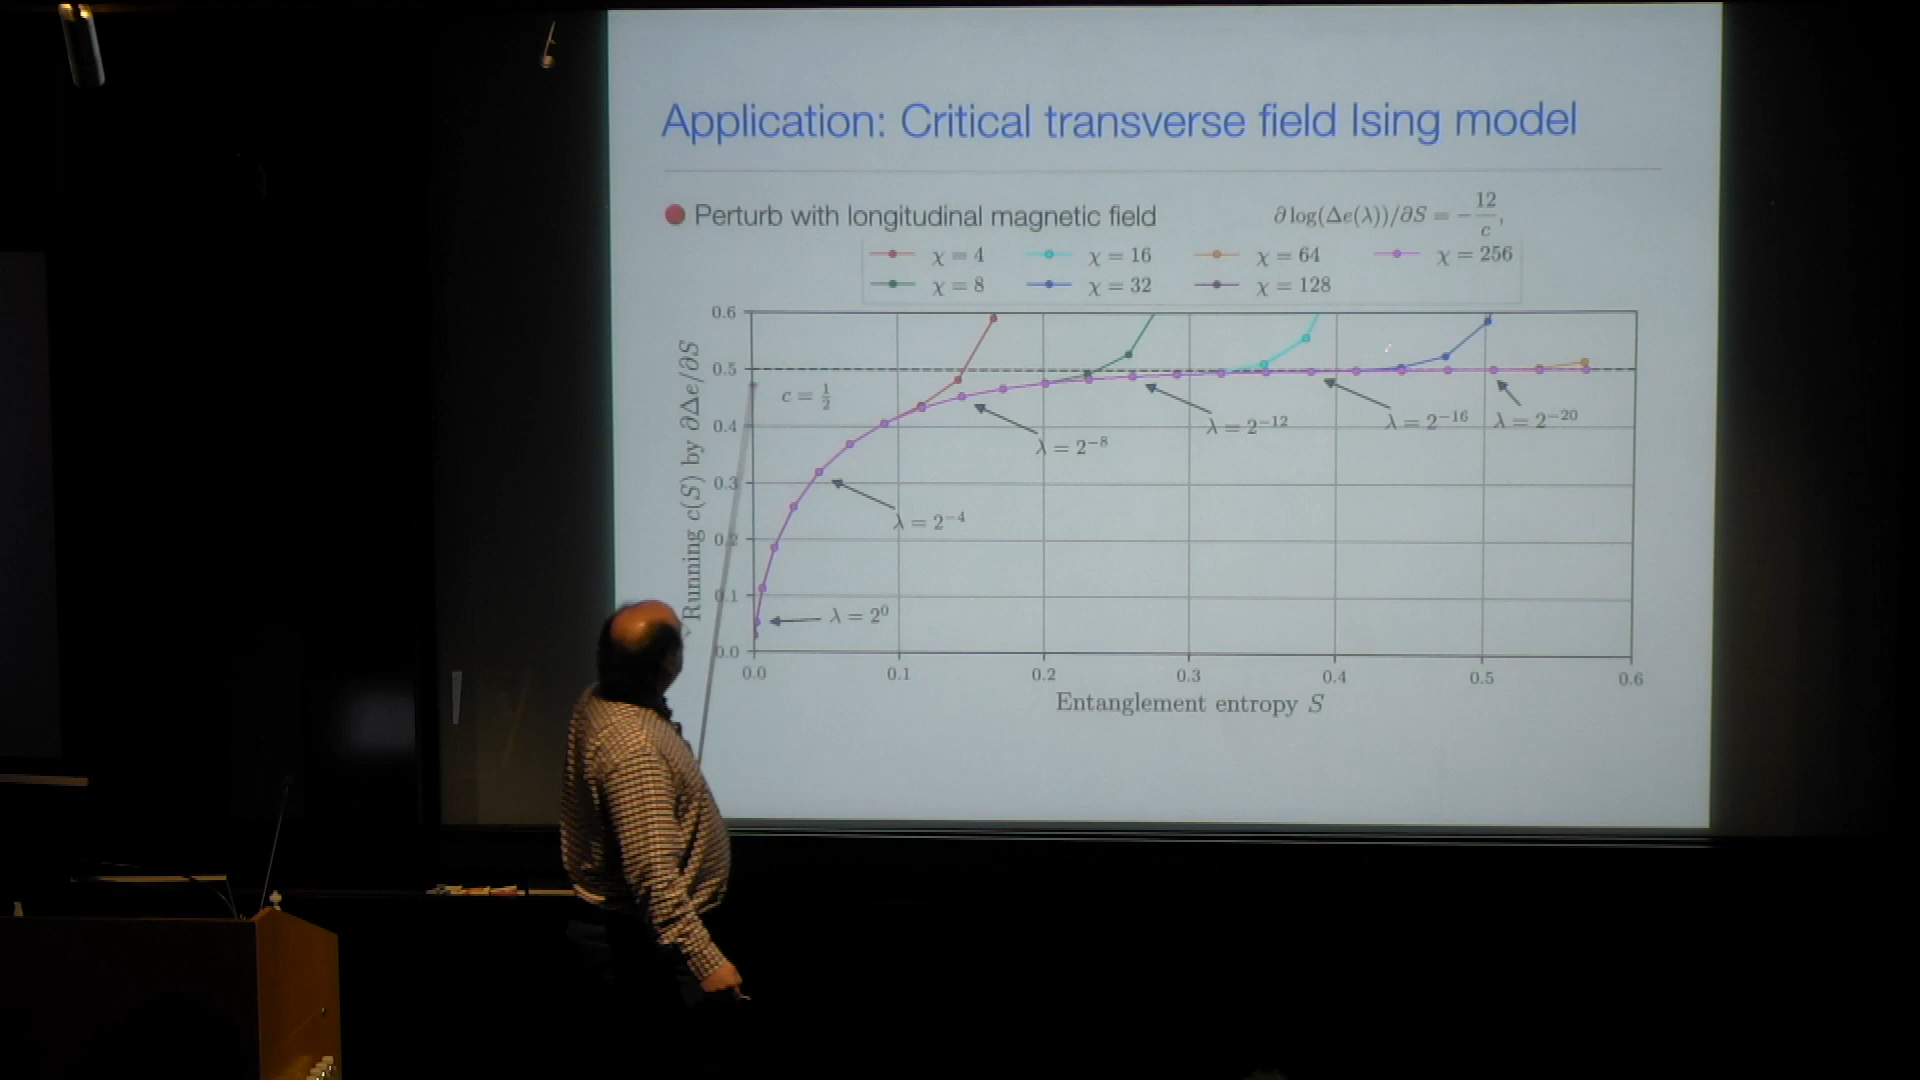 Application: Critical transverse field Ising model
Perturb with longitudinal magnetic field
∂ log(Δe(λ))/∂S = −12/c,
χ = 4 χ = 16 χ = 64 χ = 256
χ = 8 χ = 32 χ = 128
0.6
0.5
0.4
0.3
0.2
0.1
0.0
Running c(S) by ∂Δe/∂S
c = 1/2
λ = 2⁻¹² λ = 2⁻¹⁶ λ = 2⁻²⁰
λ = 2⁻⁸
λ = 2⁻⁴
λ = 2⁰
0.0 0.1 0.2 0.3 0.4 0.5 0.6
Entanglement entropy S